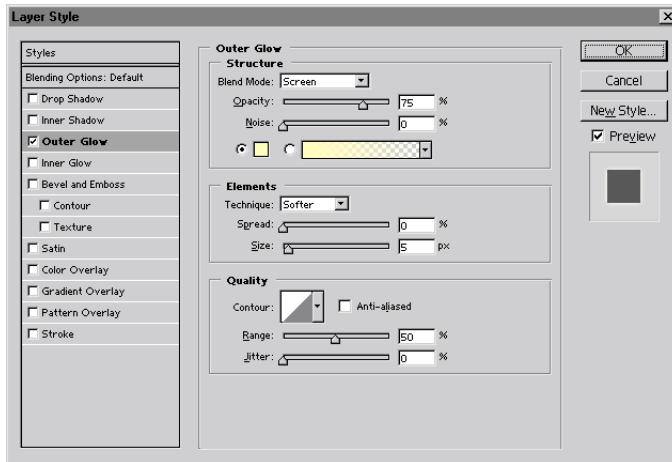 Layer Style
Styles
Blending Options: Default
Drop Shadow
Inner Shadow
Outer Glow
Inner Glow
Bevel and Emboss
Contour
Texture
Satin
Color Overlay
Gradient Overlay
Pattern Overlay
Stroke
Outer Glow
Structure
Blend Mode: Screen
Opacity: 75 %
Noise: 0 %
Elements
Technique: Softer
Spread: 0 %
Size: 5 px
Quality
Contour: Anti-aliased
Range: 50 %
Jitter: 0 %
OK
Cancel
New Style...
Preview